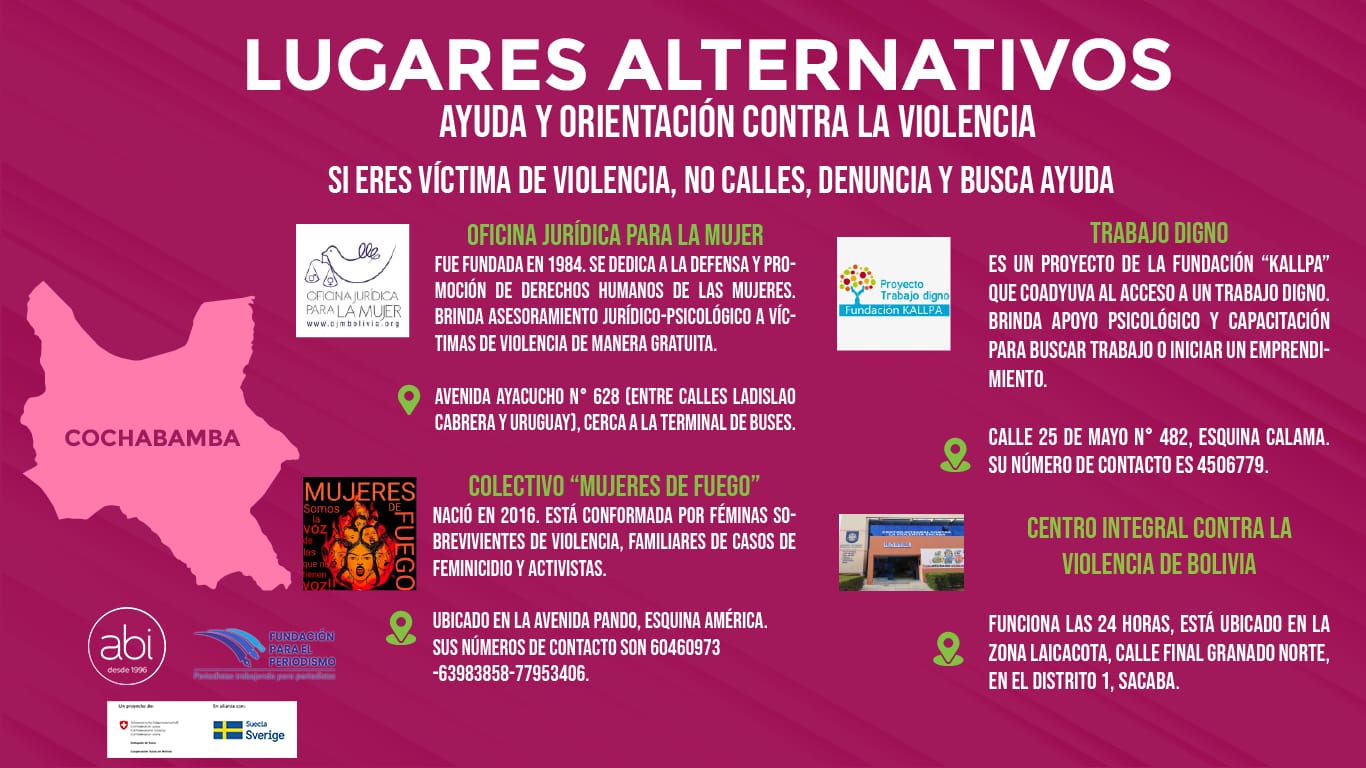 LUGARES ALTERNATIVOS
AYUDA Y ORIENTACIÓN CONTRA LA VIOLENCIA
SI ERES VÍCTIMA DE VIOLENCIA, NO CALLES, DENUNCIA Y BUSCA AYUDA
COCHABAMBA
OFICINA JURÍDICA
PARA LA MUJER
www.ojmbolivia.org
OFICINA JURÍDICA PARA LA MUJER
FUE FUNDADA EN 1984. SE DEDICA A LA DEFENSA Y PRO-
MOCIÓN DE DERECHOS HUMANOS DE LAS MUJERES.
BRINDA ASESORAMIENTO JURÍDICO-PSICOLÓGICO A VÍC-
TIMAS DE VIOLENCIA DE MANERA GRATUITA.
AVENIDA AYACUCHO N° 628 (ENTRE CALLES LADISLAO
CABRERA Y URUGUAY), CERCA A LA TERMINAL DE BUSES.
MUJERES
DE
FUEGO
Somos
la
voz
de
las
que no
tienen
voz!!
COLECTIVO “MUJERES DE FUEGO”
NACIÓ EN 2016. ESTÁ CONFORMADA POR FÉMINAS SO-
BREVIVIENTES DE VIOLENCIA, FAMILIARES DE CASOS DE
FEMINICIDIO Y ACTIVISTAS.
UBICADO EN LA AVENIDA PANDO, ESQUINA AMÉRICA.
SUS NÚMEROS DE CONTACTO SON 60460973
-63983858-77953406.
Proyecto
Trabajo digno
Fundación KALLPA
TRABAJO DIGNO
ES UN PROYECTO DE LA FUNDACIÓN “KALLPA”
QUE COADYUVA AL ACCESO A UN TRABAJO DIGNO.
BRINDA APOYO PSICOLÓGICO Y CAPACITACIÓN
PARA BUSCAR TRABAJO O INICIAR UN EMPRENDI-
MIENTO.
CALLE 25 DE MAYO N° 482, ESQUINA CALAMA.
SU NÚMERO DE CONTACTO ES 4506779.
CENTRO INTEGRAL CONTRA LA
VIOLENCIA DE BOLIVIA
FUNCIONA LAS 24 HORAS, ESTÁ UBICADO EN LA
ZONA LAICACOTA, CALLE FINAL GRANADO NORTE,
EN EL DISTRITO 1, SACABA.
abi
desde 1996
FUNDACIÓN
PARA EL
PERIODISMO
Periodistas trabajando para periodistas
Un proyecto de:
En alianza con:
Suecia
Sverige